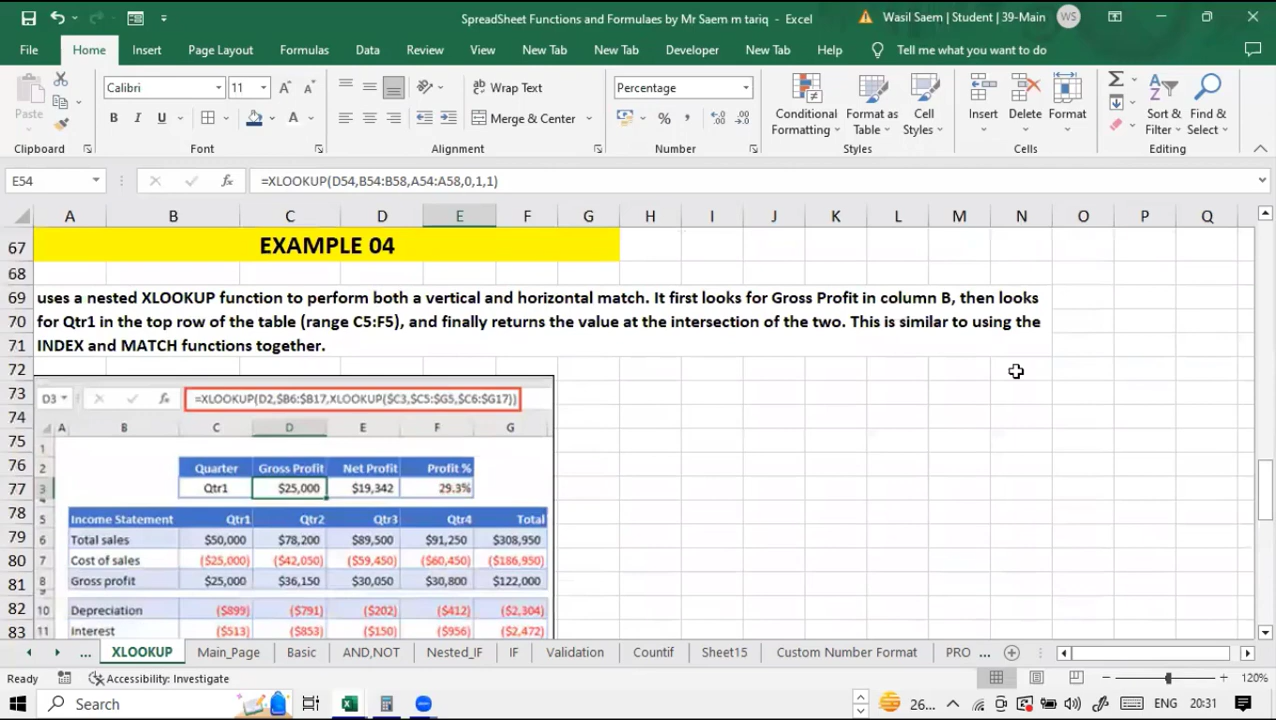 SpreadSheet Functions and Formulaes by Mr Saem m tariq - Excel
Wasil Saem | Student | 39-Main
WS
File Home Insert Page Layout Formulas Data Review View New Tab New Tab Developer New Tab Help Tell me what you want to do
Paste
Calibri 11
B I U
A A
Wrap Text
Merge & Center
Percentage
% ,
Conditional Formatting
Format as Table
Cell Styles
Insert Delete Format
Sort & Filter
Find & Select
Clipboard Font Alignment Number Styles Cells Editing
E54 fx =XLOOKUP(D54,B54:B58,A54:A58,0,1,1)
A B C D E F G H I J K L M N O P Q
67 EXAMPLE 04
68
69 uses a nested XLOOKUP function to perform both a vertical and horizontal match. It first looks for Gross Profit in column B, then looks
70 for Qtr1 in the top row of the table (range C5:F5), and finally returns the value at the intersection of the two. This is similar to using the
71 INDEX and MATCH functions together.
72
73 D3 fx =XLOOKUP(D2,$B6:$B17,XLOOKUP($C3,$C5:$G5,$C6:$G17))
74 A B C D E F G
75 1
76 2 Quarter Gross Profit Net Profit Profit %
77 3 Qtr1 $25,000 $19,342 29.3%
78 5 Income Statement Qtr1 Qtr2 Qtr3 Qtr4 Total
79 6 Total sales $50,000 $78,200 $89,500 $91,250 $308,950
80 7 Cost of sales ($25,000) ($42,050) ($59,450) ($60,450) ($186,950)
81 8 Gross profit $25,000 $36,150 $30,050 $30,800 $122,000
82 10 Depreciation ($899) ($791) ($202) ($412) ($2,304)
83 11 Interest ($513) ($853) ($150) ($956) ($2,472)
... XLOOKUP Main_Page Basic AND,NOT Nested_IF IF Validation Countif Sheet15 Custom Number Format PRO ...
Ready Accessibility: Investigate 120%
Search 26... ENG 20:31